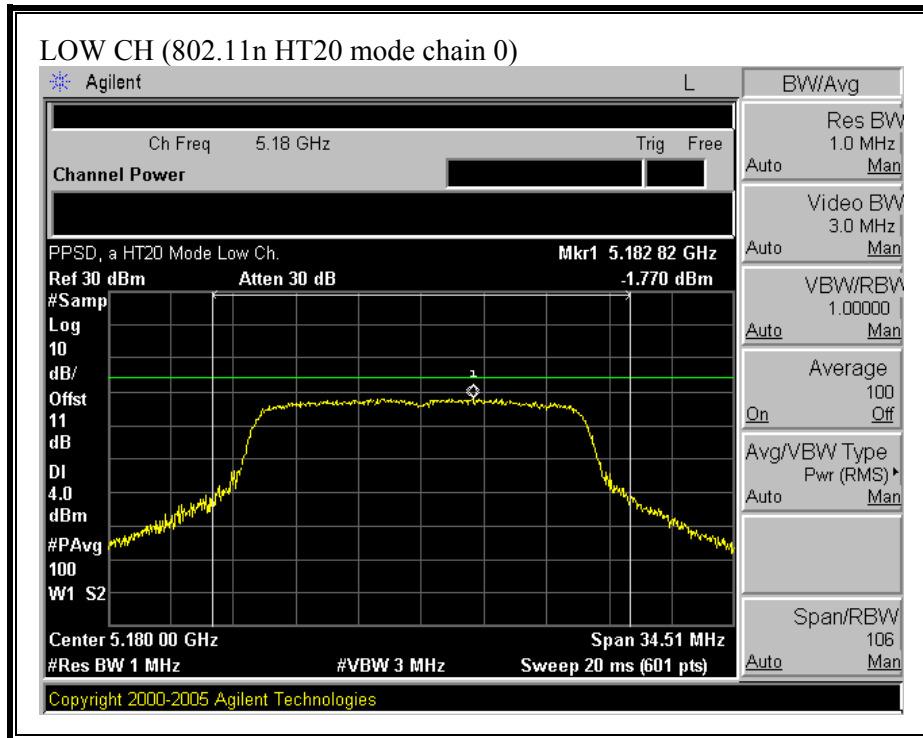 LOW CH (802.11n HT20 mode chain 0)
Agilent L
BW/Avg
Ch Freq 5.18 GHz Trig Free
Channel Power
PPSD, a HT20 Mode Low Ch. Mkr1 5.182 82 GHz
Ref 30 dBm Atten 30 dB -1.770 dBm
#Samp
Log
10
dB/
Offst
11
dB
DI
4.0
dBm
#PAvg
100
W1 S2
1
Center 5.180 00 GHz Span 34.51 MHz
#Res BW 1 MHz #VBW 3 MHz Sweep 20 ms (601 pts)
Copyright 2000-2005 Agilent Technologies
Res BW
1.0 MHz
Auto Man
Video BW
3.0 MHz
Auto Man
VBW/RBW
1.00000
Auto Man
Average
100
On Off
Avg/VBW Type
Pwr (RMS)
Auto Man
Span/RBW
106
Auto Man